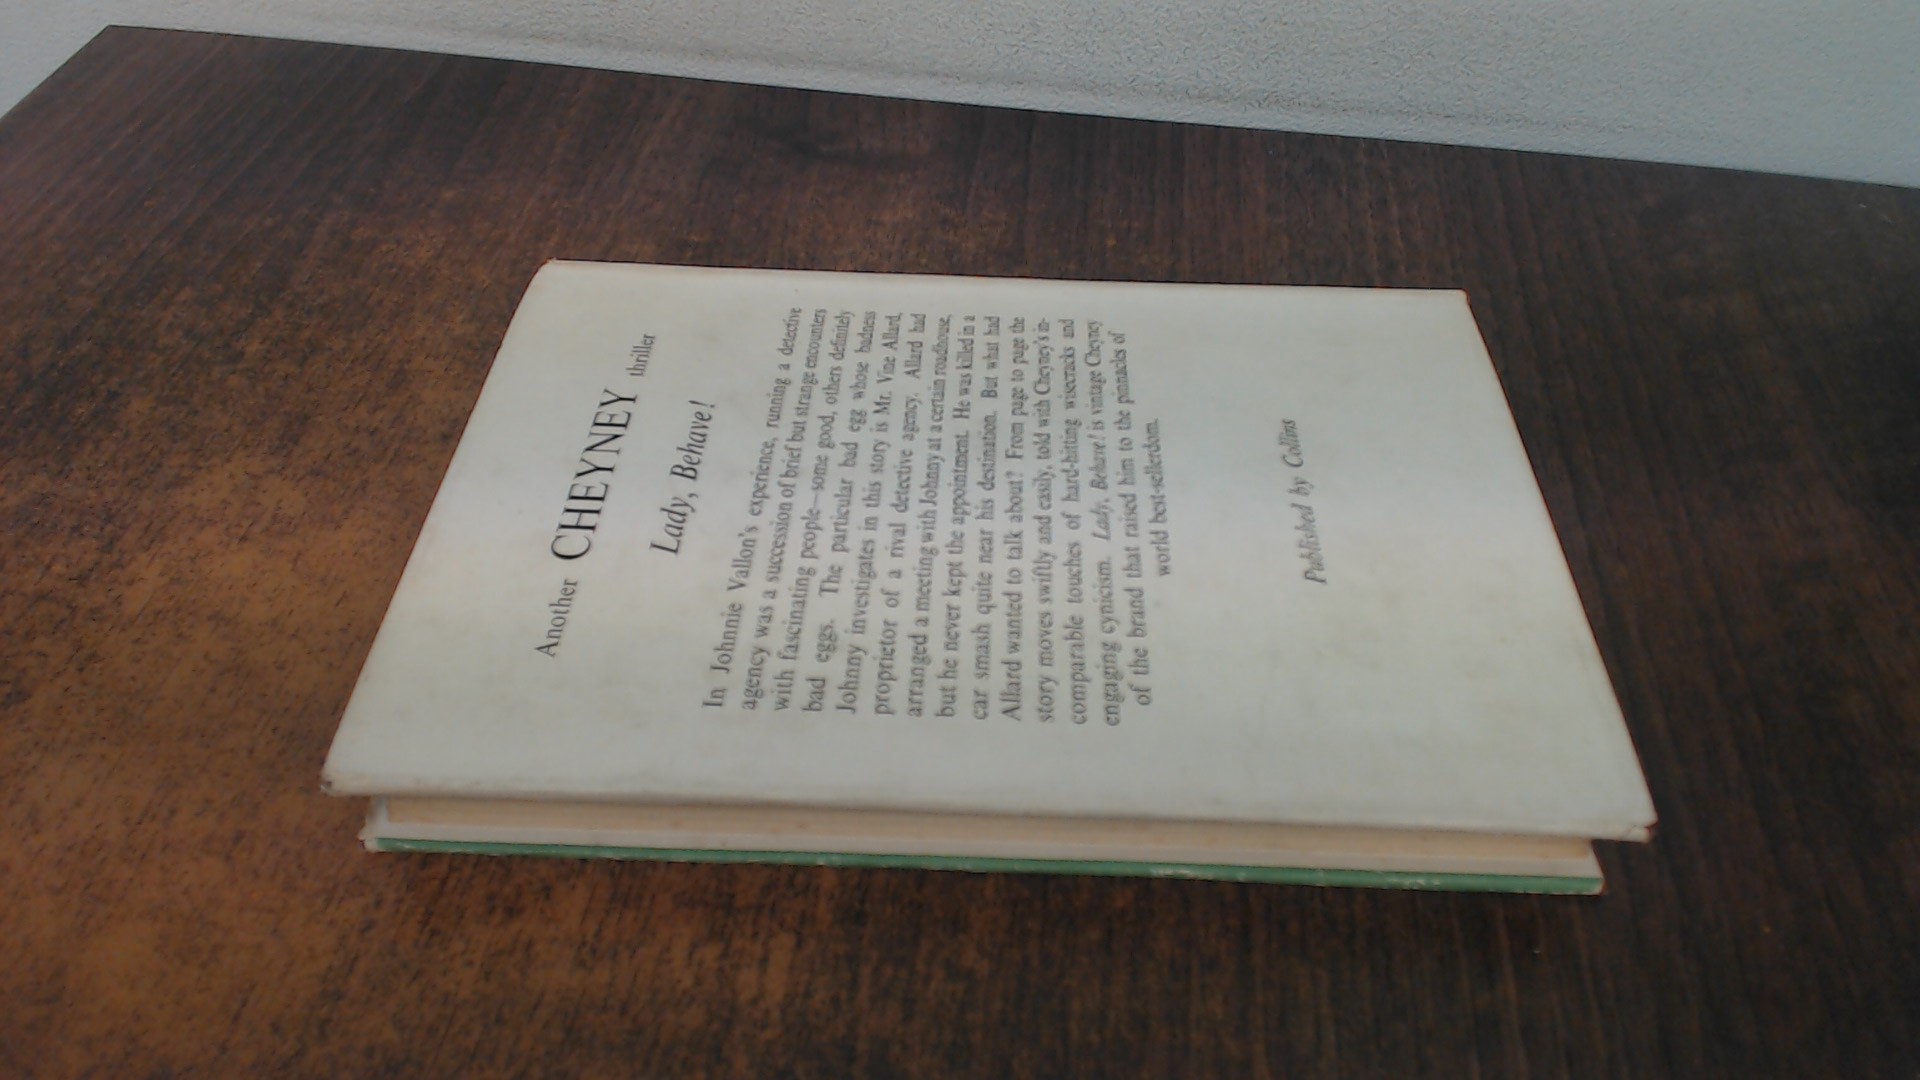 Another CHEYNEY thriller
Lady, Behave!
In Johnnie Vallon's experience, running a detective
agency was a succession of brief but strange encounters
with fascinating people—some good, others definitely
bad eggs. The particular bad egg whose badness
Johnny investigates in this story is Mr. Vine Allard,
proprietor of a rival detective agency. Allard had
arranged a meeting with Johnny at a certain roadhouse,
but he never kept the appointment. He was killed in a
car smash quite near his destination. But what had
Allard wanted to talk about? From page to page the
story moves swiftly and easily, told with Cheyney's in-
comparable touches of hard-hitting wisecracks and
engaging cynicism. Lady, Behave! is vintage Cheyney
of the brand that raised him to the pinnacles of
world best-sellerdom.
Published by Collins